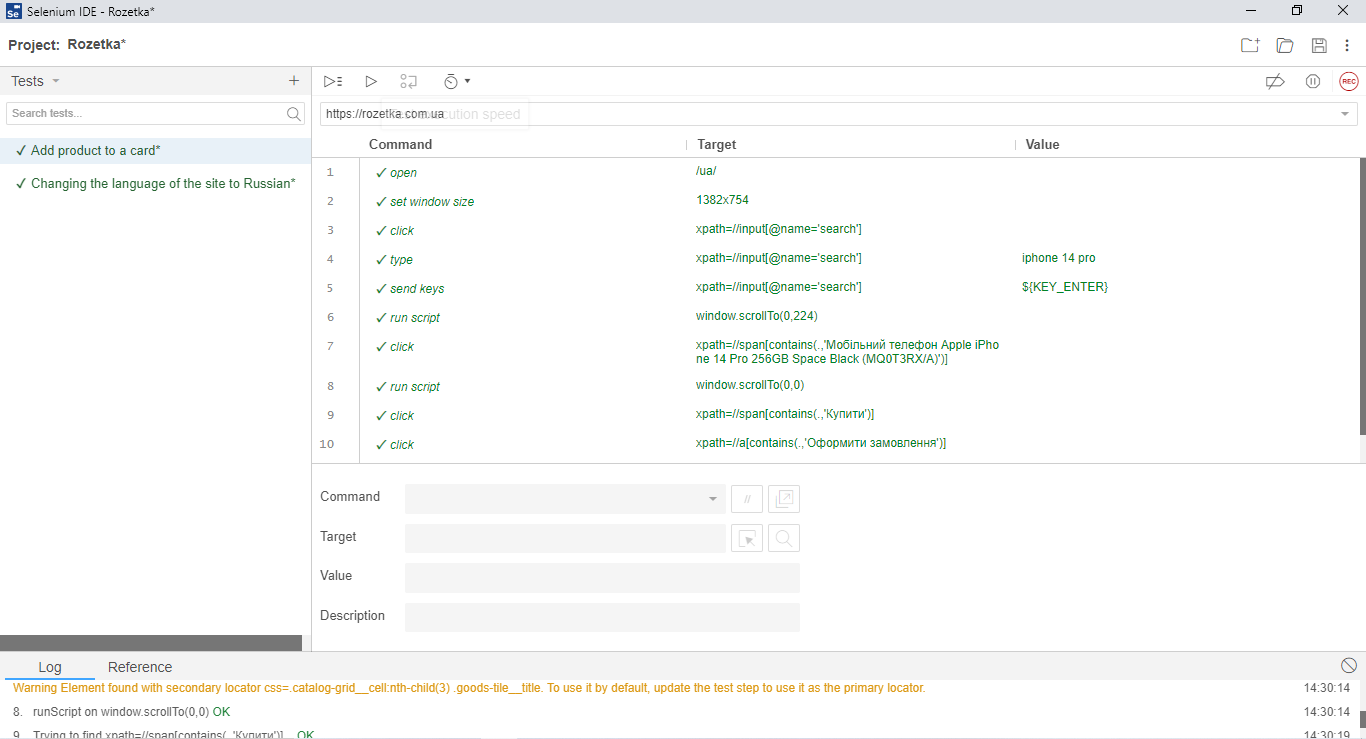 Selenium IDE - Rozetka*
Project: Rozetka*
Tests
Search tests...
✓ Add product to a card*
✓ Changing the language of the site to Russian*
REC
https://rozetka.com.ua
Command Target Value
1 ✓ open /ua/
2 ✓ set window size 1382x754
3 ✓ click xpath=//input[@name='search']
4 ✓ type xpath=//input[@name='search'] iphone 14 pro
5 ✓ send keys xpath=//input[@name='search'] ${KEY_ENTER}
6 ✓ run script window.scrollTo(0,224)
7 ✓ click xpath=//span[contains(.,'Мобільний телефон Apple iPho
ne 14 Pro 256GB Space Black (MQ0T3RX/A)')]
8 ✓ run script window.scrollTo(0,0)
9 ✓ click xpath=//span[contains(.,'Купити')]
10 ✓ click xpath=//a[contains(.,'Оформити замовлення')]
Command //
Target
Value
Description
Log Reference
Warning Element found with secondary locator css=.catalog-grid__cell:nth-child(3) .goods-tile__title. To use it by default, update the test step to use it as the primary locator. 14:30:14
8. runScript on window.scrollTo(0,0) OK 14:30:14
9. Trying to find xpath=//span[contains(.,'Купити')]... OK 14:30:19